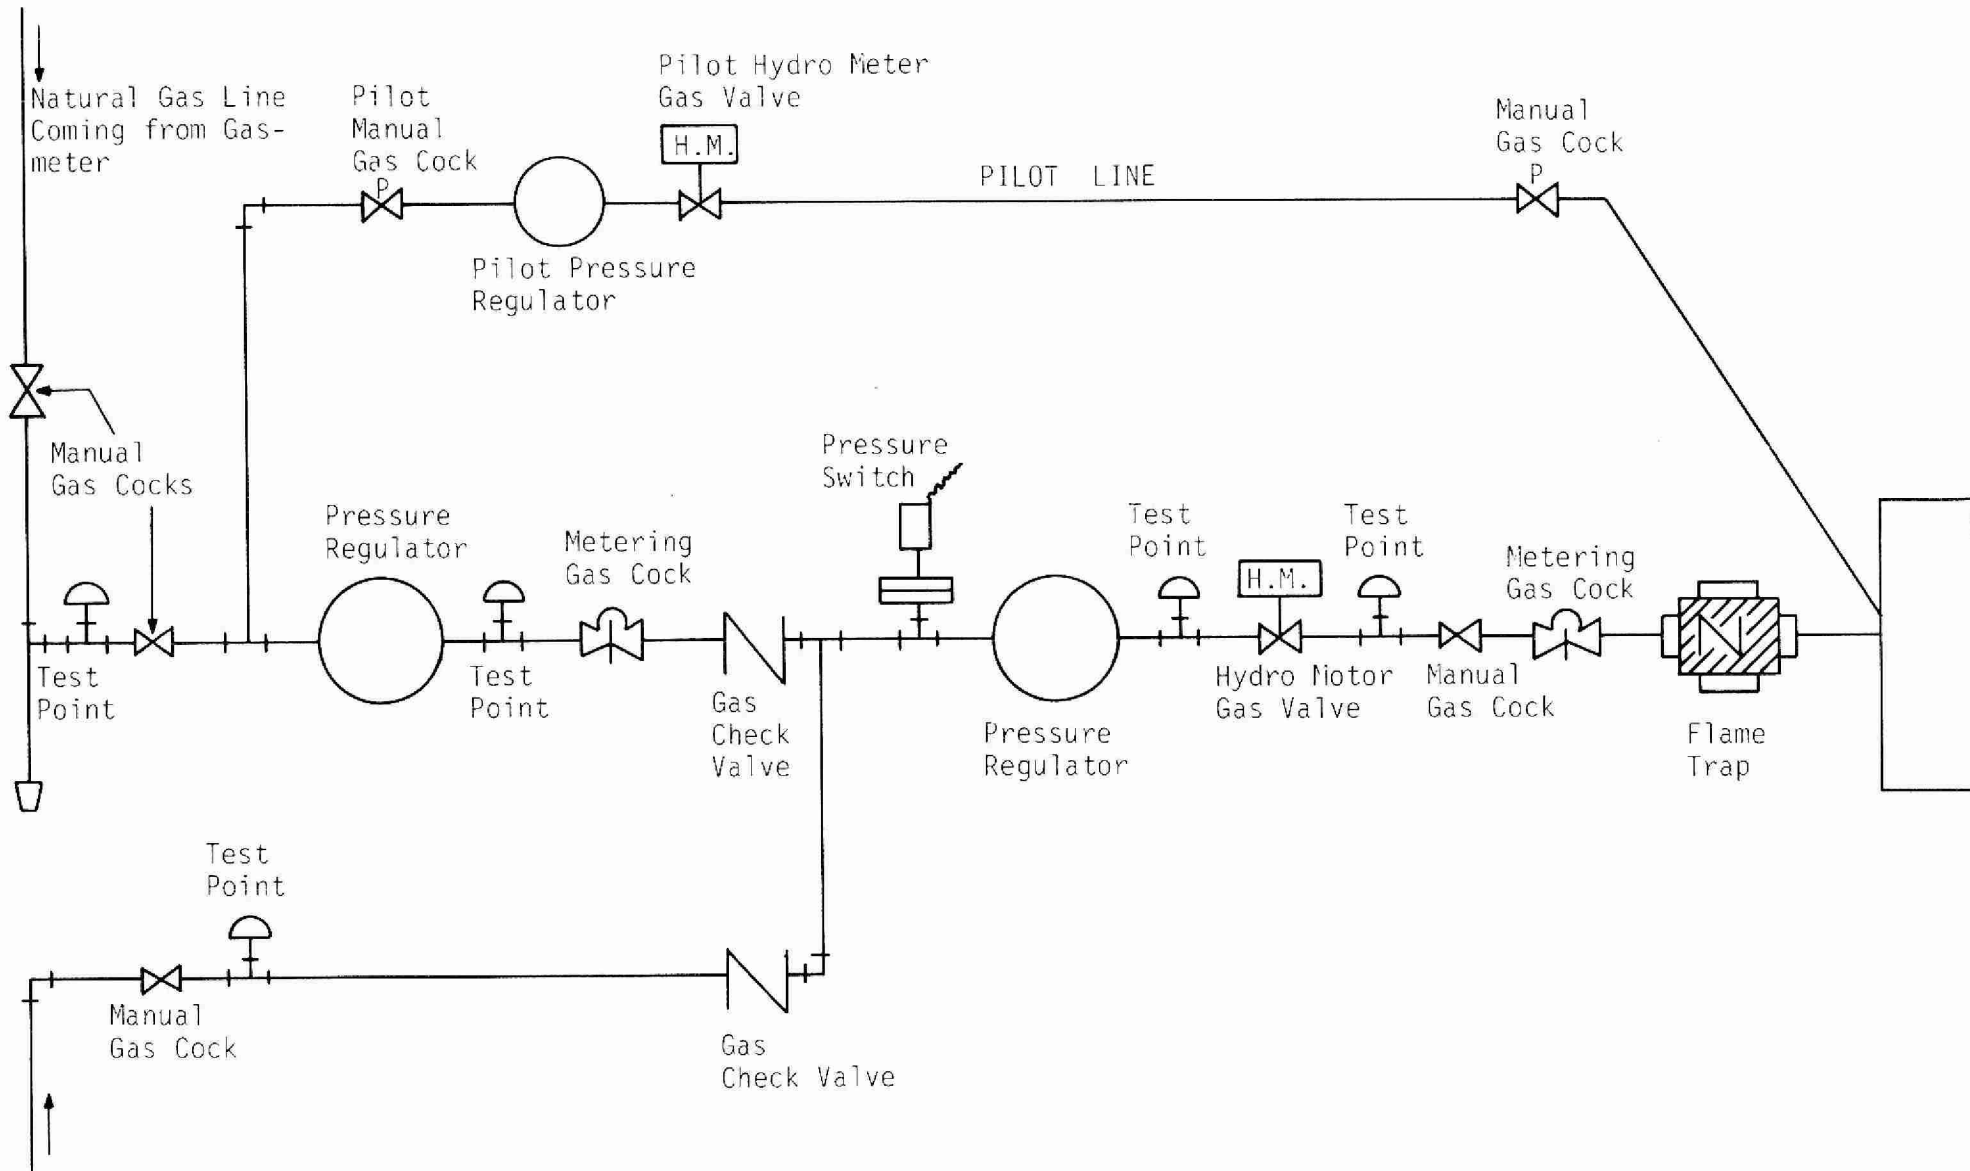 Natural Gas Line
Coming from Gas-
meter
Pilot
Manual
Gas Cock
P
Pilot Hydro Meter
Gas Valve
H.M.
PILOT LINE
Manual
Gas Cock
P
Pilot Pressure
Regulator
Manual
Gas Cocks
Pressure
Regulator
Metering
Gas Cock
Pressure
Switch
Test
Point
H.M.
Test
Point
Metering
Gas Cock
Test
Point
Test
Point
Gas
Check
Valve
Pressure
Regulator
Hydro Motor
Gas Valve
Manual
Gas Cock
Flame
Trap
Test
Point
Manual
Gas Cock
Gas
Check Valve